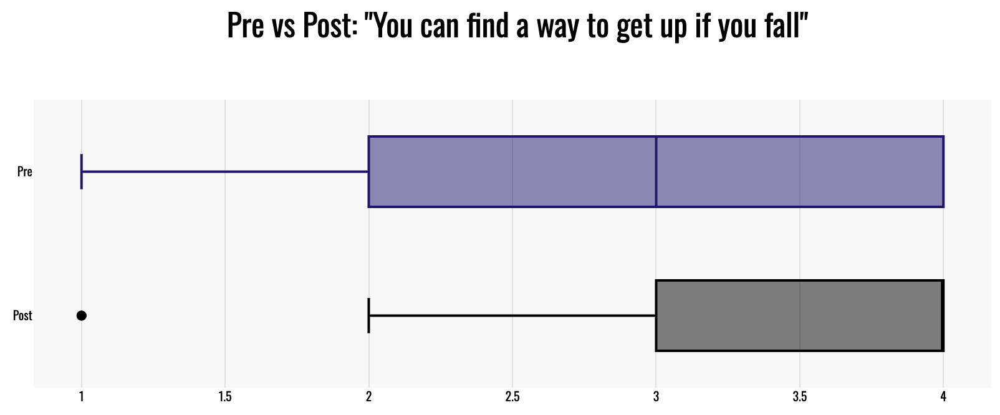 Pre vs Post: "You can find a way to get up if you fall"
Pre
Post
1 1.5 2 2.5 3 3.5 4